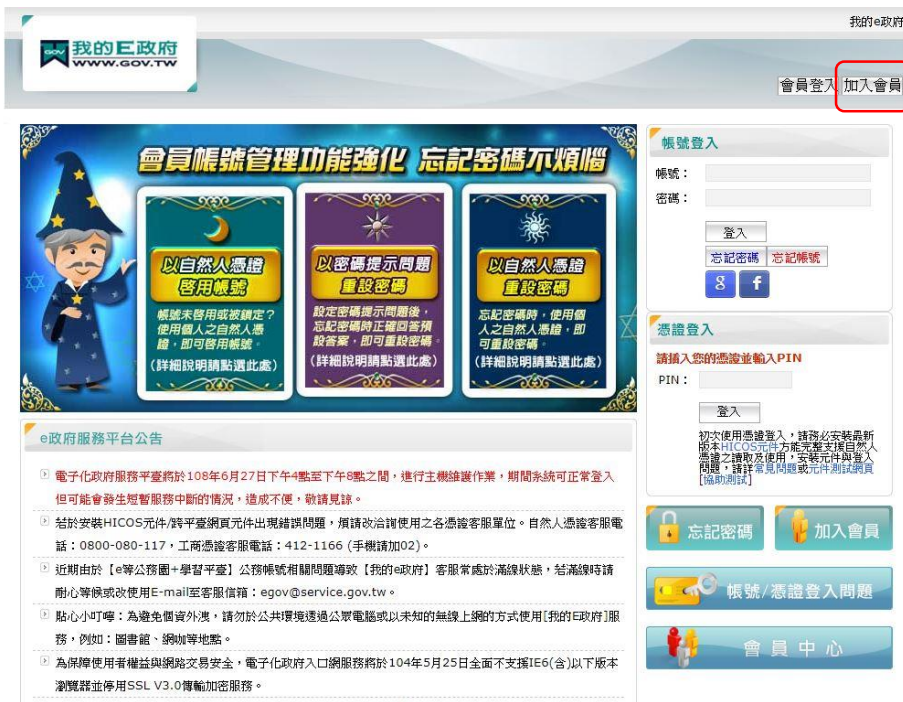 我的e政府
gov 我的E政府
WWW.GOV.TW
會員登入 加入會員
會員帳號管理功能強化 忘記密碼不煩惱
以自然人憑證
啓用帳號
帳號未啓用或被鎖定？
使用個人之自然人憑
證，即可啓用帳號。
(詳細說明請點選此處)
以密碼提示問題
重設密碼
設定密碼提示問題後，
忘記密碼時正確回答預
設答案，即可重設密碼。
(詳細說明請點選此處)
以自然人憑證
重設密碼
忘記密碼時，使用個
人之自然人憑證，即
可重設密碼。
(詳細說明請點選此處)
帳號登入
帳號：
密碼：
登入
忘記密碼 忘記帳號
8 f
憑證登入
請插入您的憑證並輸入PIN
PIN：
登入
初次使用憑證登入，請務必安裝最新
版本HICOS元件方能完整支援自然人
憑證之讀取及使用，安裝元件與登入
問題，請詳常見問題或元件測試網頁
[協助測試]
忘記密碼 加入會員
帳號/憑證登入問題
會員中心
e政府服務平台公告
電子化政府服務平臺將於108年6月27日下午4點至下午8點之間，進行主機維護作業，期間系統可正常登入
但可能會發生短暫服務中斷的情況，造成不便，敬請見諒。
若於安裝HICOS元件/跨平臺網頁元件出現錯誤問題，煩請改洽詢使用之各憑證客服單位。自然人憑證客服電
話：0800-080-117，工商憑證客服電話：412-1166 (手機請加02)。
近期由於【e等公務園+學習平臺】公務帳號相關問題導致【我的e政府】客服常處於滿線狀態，若滿線時請
耐心等候或改使用E-mail至客服信箱：egov@service.gov.tw。
貼心小叮嚀：為避免個資外洩，請勿於公共環境透過公眾電腦或以未知的無線上網的方式使用[我的E政府]服
務，例如：圖書館、網咖等地點。
為保障使用者權益與網路交易安全，電子化政府入口網服務將於104年5月25日全面不支援IE6(含)以下版本
瀏覽器並停用SSL V3.0傳輸加密服務。